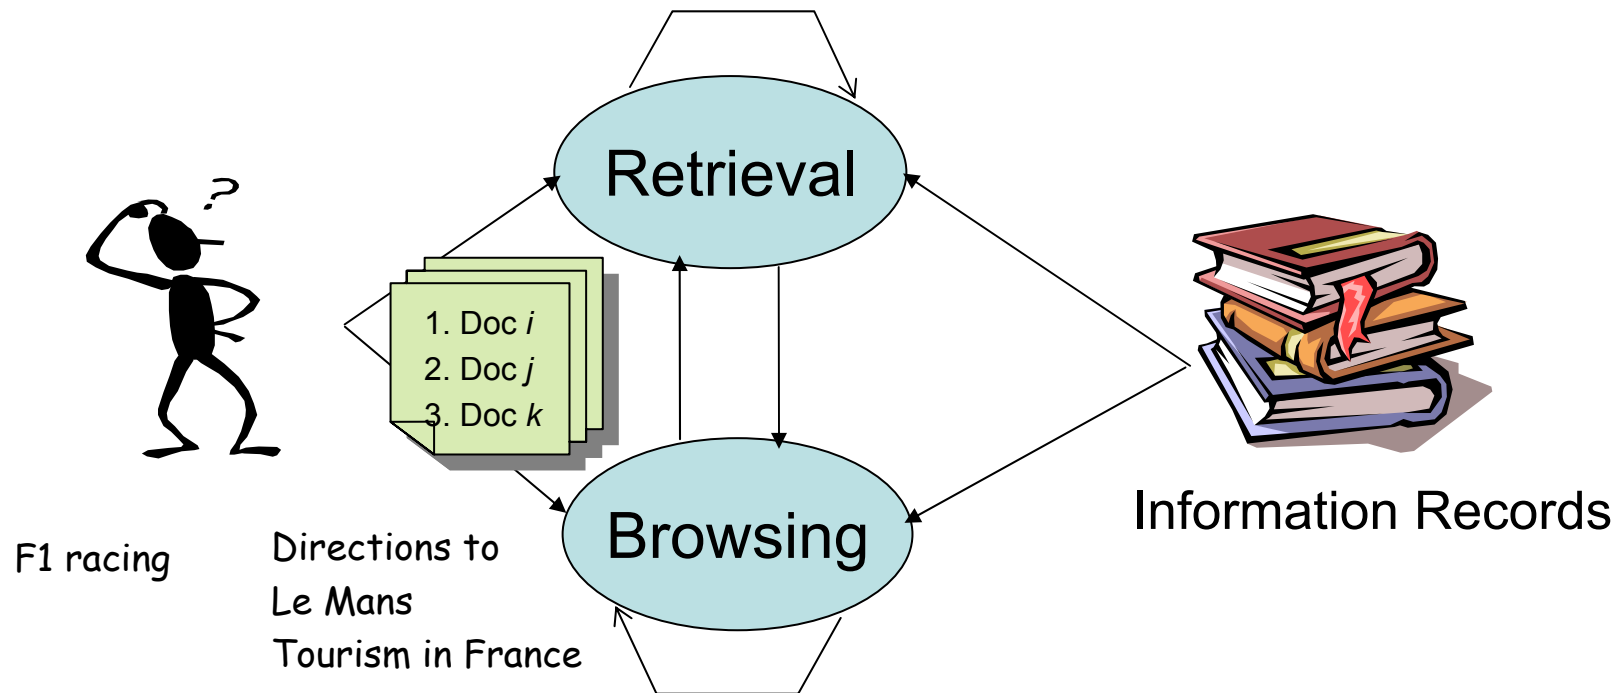 Retrieval
?
1. Doc i
2. Doc j
3. Doc k
Browsing
Information Records
F1 racing
Directions to
Le Mans
Tourism in France